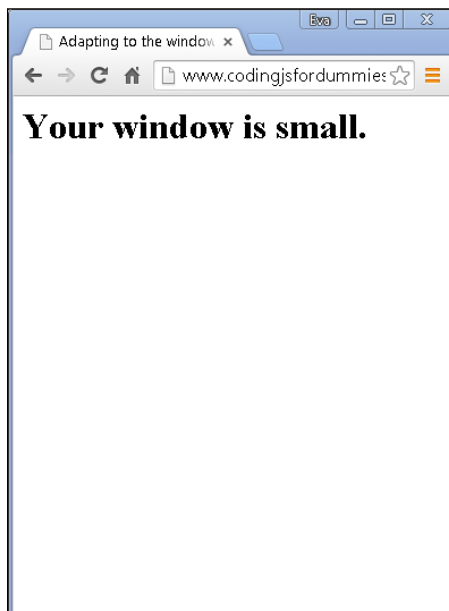 Eva
Adapting to the window
www.codingjsfordummies
Your window is small.